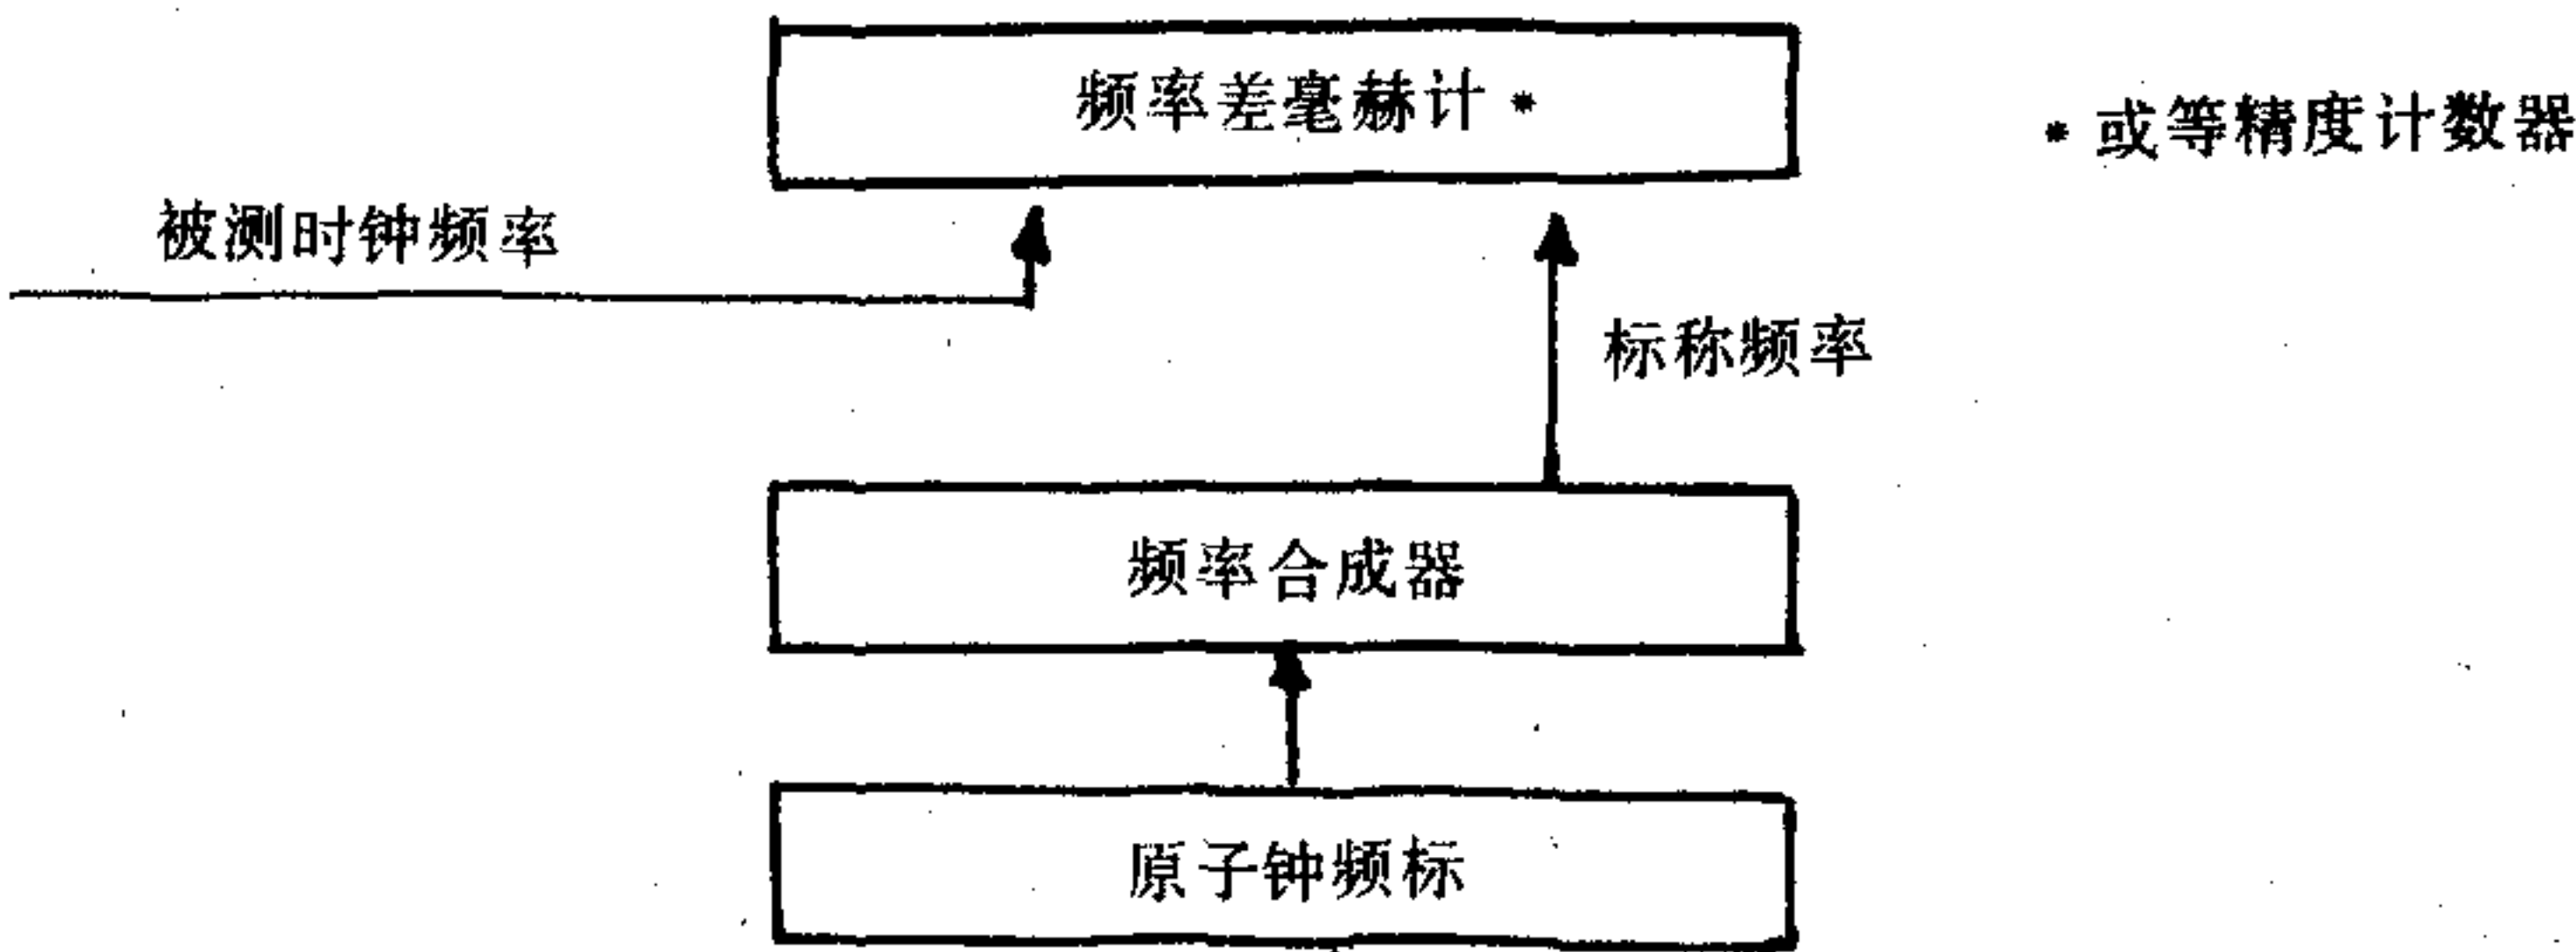 频率差毫赫计*
* 或等精度计数器
被测时钟频率
标称频率
频率合成器
原子钟频标